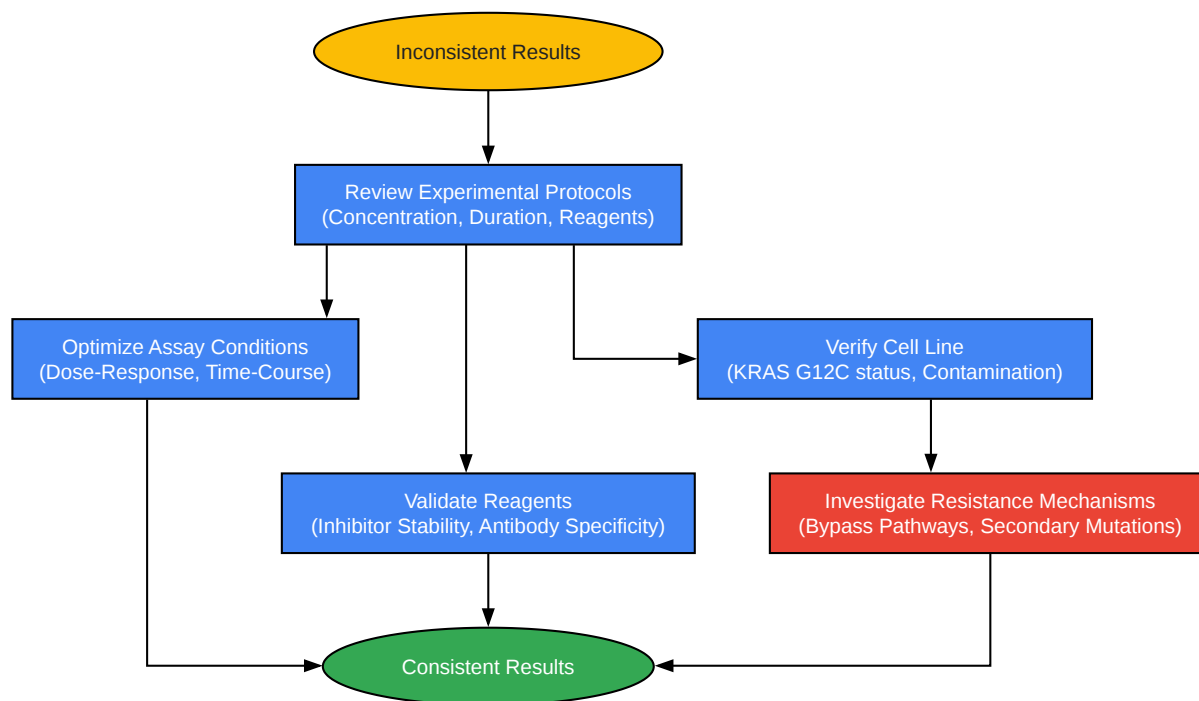 Inconsistent Results
Review Experimental Protocols
(Concentration, Duration, Reagents)
Optimize Assay Conditions
(Dose-Response, Time-Course)
Verify Cell Line
(KRAS G12C status, Contamination)
Validate Reagents
(Inhibitor Stability, Antibody Specificity)
Investigate Resistance Mechanisms
(Bypass Pathways, Secondary Mutations)
Consistent Results